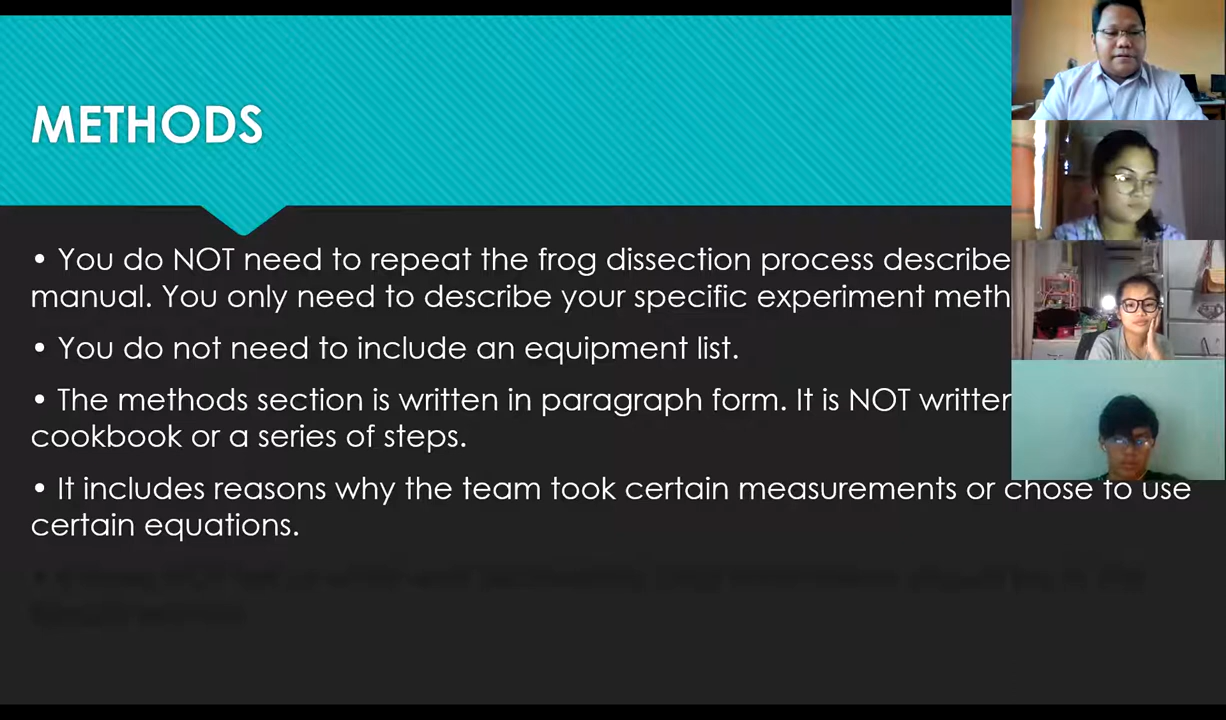 METHODS
• You do NOT need to repeat the frog dissection process describe
manual. You only need to describe your specific experiment meth
• You do not need to include an equipment list.
• The methods section is written in paragraph form. It is NOT written
cookbook or a series of steps.
• It includes reasons why the team took certain measurements or chose to use
certain equations.